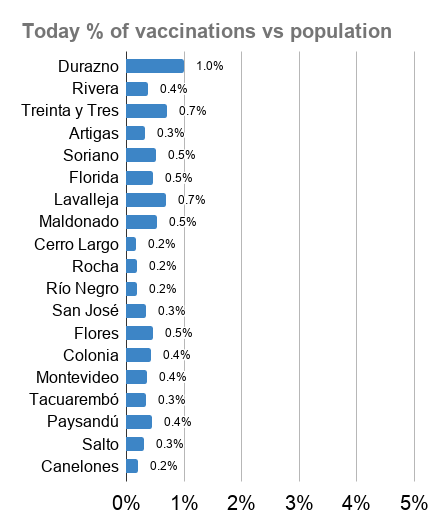 Today % of vaccinations vs population
Durazno 1.0%
Rivera 0.4%
Treinta y Tres 0.7%
Artigas 0.3%
Soriano 0.5%
Florida 0.5%
Lavalleja 0.7%
Maldonado 0.5%
Cerro Largo 0.2%
Rocha 0.2%
Río Negro 0.2%
San José 0.3%
Flores 0.5%
Colonia 0.4%
Montevideo 0.4%
Tacuarembó 0.3%
Paysandú 0.4%
Salto 0.3%
Canelones 0.2%
0% 1% 2% 3% 4% 5%